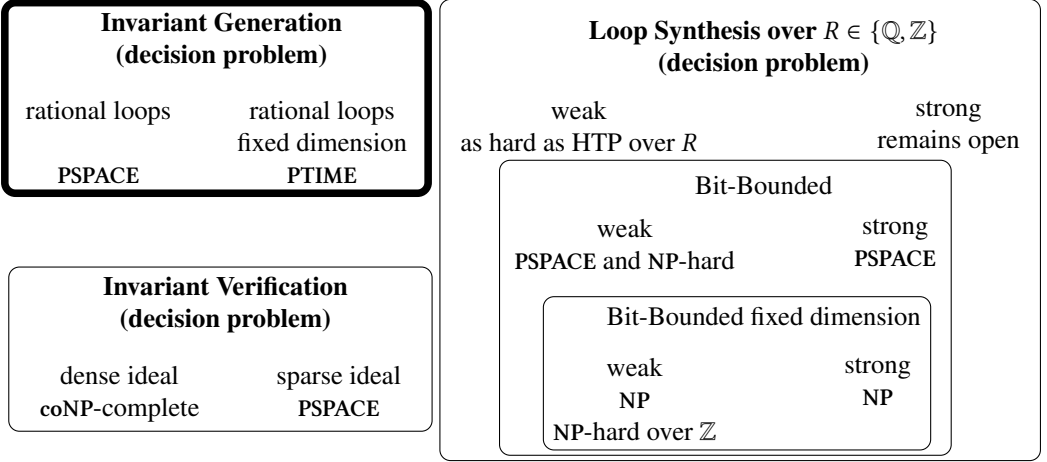 Invariant Generation
(decision problem)
rational loops
PSPACE
rational loops
fixed dimension
PTIME
Invariant Verification
(decision problem)
dense ideal
coNP-complete
sparse ideal
PSPACE
Loop Synthesis over R ∈ {ℚ, ℤ}
(decision problem)
weak
as hard as HTP over R
strong
remains open
Bit-Bounded
weak
PSPACE and NP-hard
strong
PSPACE
Bit-Bounded fixed dimension
weak
NP
NP-hard over ℤ
strong
NP